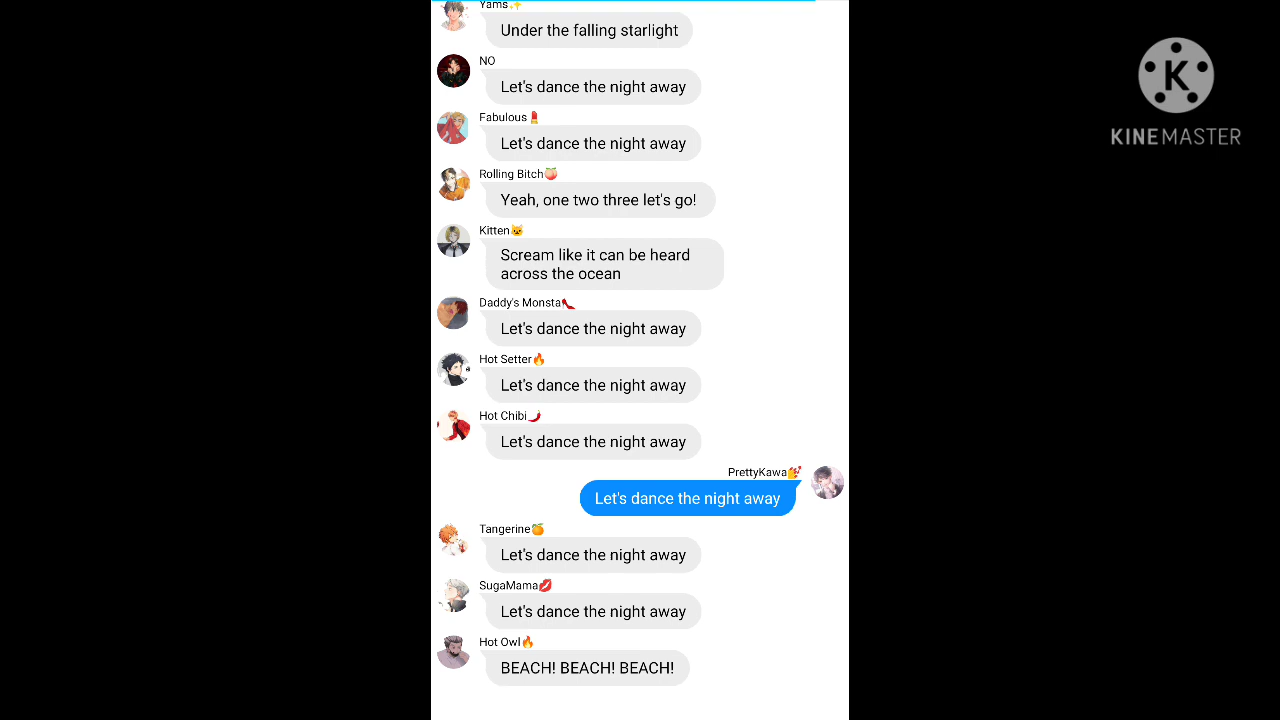 Yams✨
Under the falling starlight
NO
Let's dance the night away
Fabulous💄
Let's dance the night away
Rolling Bitch🍑
Yeah, one two three let's go!
Kitten🐱
Scream like it can be heard
across the ocean
Daddy's Monsta👠
Let's dance the night away
Hot Setter🔥
Let's dance the night away
Hot Chibi🌶️
Let's dance the night away
PrettyKawa💅
Let's dance the night away
Tangerine🍊
Let's dance the night away
SugaMama💋
Let's dance the night away
Hot Owl🔥
BEACH! BEACH! BEACH!
K
KINEMASTER